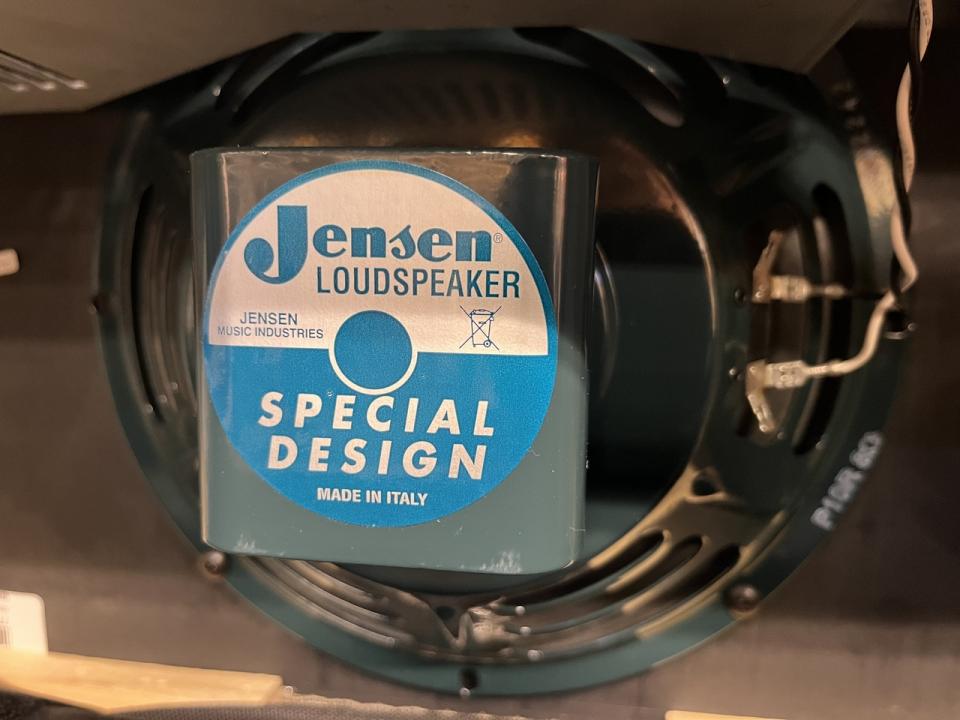 Jensen®
LOUDSPEAKER
JENSEN
MUSIC INDUSTRIES
SPECIAL
DESIGN
MADE IN ITALY
P10R 8Ω